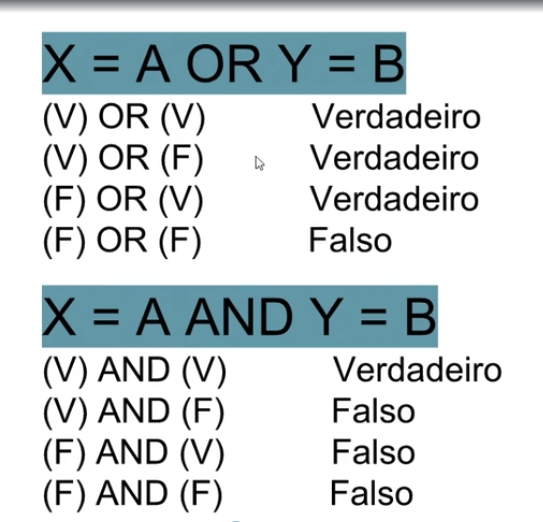 X = A OR Y = B
(V) OR (V) Verdadeiro
(V) OR (F) Verdadeiro
(F) OR (V) Verdadeiro
(F) OR (F) Falso
X = A AND Y = B
(V) AND (V) Verdadeiro
(V) AND (F) Falso
(F) AND (V) Falso
(F) AND (F) Falso